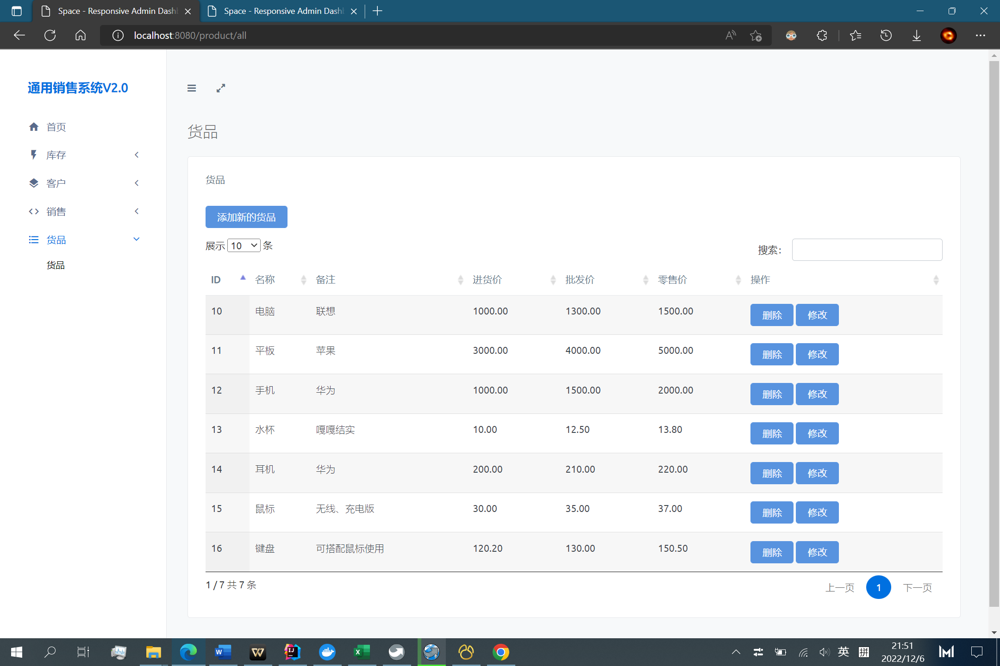 Space - Responsive Admin Dash
Space - Responsive Admin Dash
localhost:8080/product/all
通用销售系统V2.0
首页
库存
客户
销售
货品
货品
货品
货品
添加新的货品
展示 10 条
搜索：
ID 名称 备注 进货价 批发价 零售价 操作
10 电脑 联想 1000.00 1300.00 1500.00 删除 修改
11 平板 苹果 3000.00 4000.00 5000.00 删除 修改
12 手机 华为 1000.00 1500.00 2000.00 删除 修改
13 水杯 嘎嘎结实 10.00 12.50 13.80 删除 修改
14 耳机 华为 200.00 210.00 220.00 删除 修改
15 鼠标 无线、充电版 30.00 35.00 37.00 删除 修改
16 键盘 可搭配鼠标使用 120.20 130.00 150.50 删除 修改
1 / 7 共 7 条
上一页 1 下一页
英 拼
21:51
2022/12/6